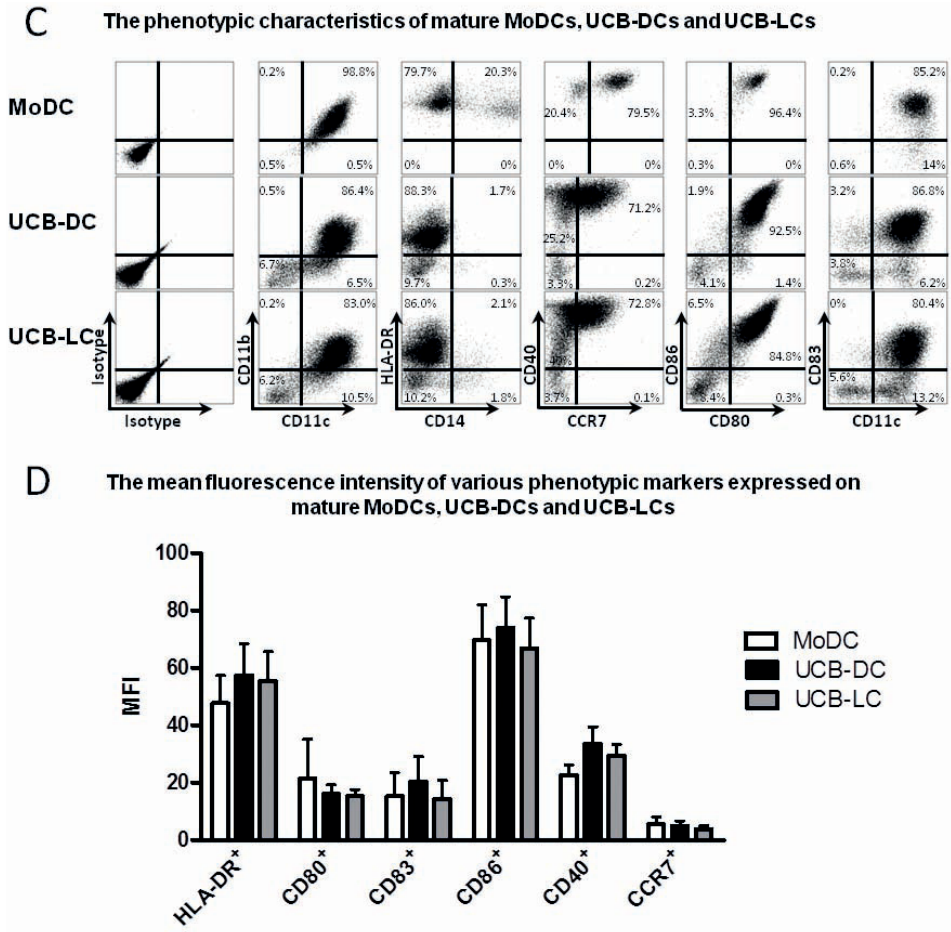 C The phenotypic characteristics of mature MoDCs, UCB-DCs and UCB-LCs
MoDC
0.2% 98.8% 79.7% 20.3% 0.2% 85.2%
20.4% 79.5% 3.3% 96.4%
0.5% 0.5% 0% 0% 0% 0.3% 0% 0.6% 14%
UCB-DC
0.5% 86.4% 88.3% 1.7% 71.2% 1.9% 3.2% 86.8%
25.2% 92.5%
6.7% 6.5% 9.7% 0.3% 3.3% 0.2% 4.1% 1.4% 3.8% 6.2%
UCB-LC
0.2% 83.0% 86.0% 2.1% 72.8% 6.5% 0% 80.4%
84.8%
6.2% 10.5% 10.2% 1.8% 3.7% 0.1% 8.4% 0.3% 5.6% 13.2%
Isotype CD11b HLA-DR CD40 CD86 CD83
Isotype CD11c CD14 CCR7 CD80 CD11c
D The mean fluorescence intensity of various phenotypic markers expressed on
mature MoDCs, UCB-DCs and UCB-LCs
100
80
60
40
20
0
MFI
MoDC
UCB-DC
UCB-LC
HLA-DR+ CD80+ CD83+ CD86+ CD40+ CCR7+